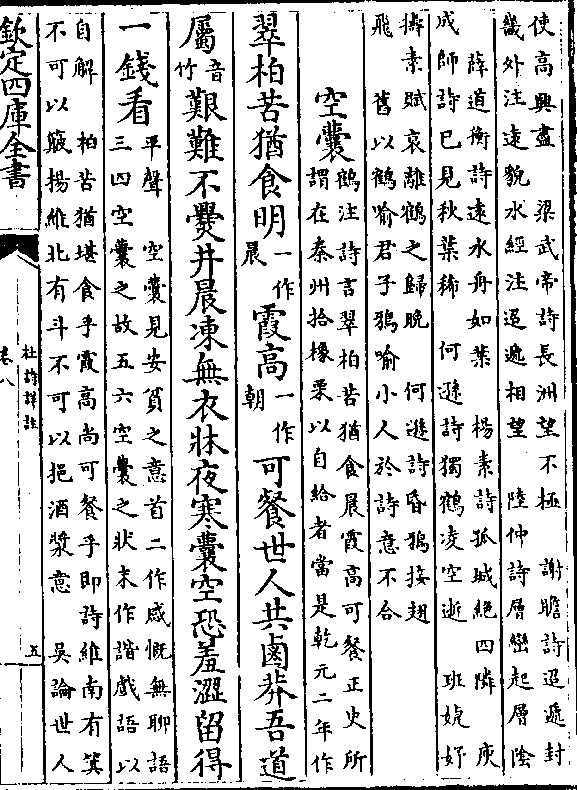 使高興盡　梁武帝詩長洲望不極　謝瞻詩迢遞封
畿外注遠貌水經注迢遞相望　陸仲詩層巒起層陰
薛道衡詩遠水舟如葉　楊素詩孤城絶四隣　庾
成師詩已見秋葉稀　何遜詩獨鶴凌空逝　班婕妤
擣素賦哀離鶴之歸晚　何遜詩昏鴉接翅
飛　舊以鶴喻君子鴉喻小人於詩意不合
空囊鶴注詩言翠柏苦猶食晨霞高可餐正史所
謂在秦州拾橡栗以自給者當是乾元二年作
翠柏苦猶食明一作晨霞高一作朝可餐世人共鹵莽吾道
屬音竹艱難不爨井晨凍無衣牀夜寒囊空恐羞澀留得
一錢看平聲　空囊見安貧之意首二作感慨無聊語
三四空囊之故五六空囊之狀末作諧戲語以
自解　柏苦猶堪食乎霞高尚可餐乎即詩維南有箕
不可以簸揚維北有斗不可以挹酒漿意　吳論世人
欽定四庫全書
杜詩詳註
卷八
五